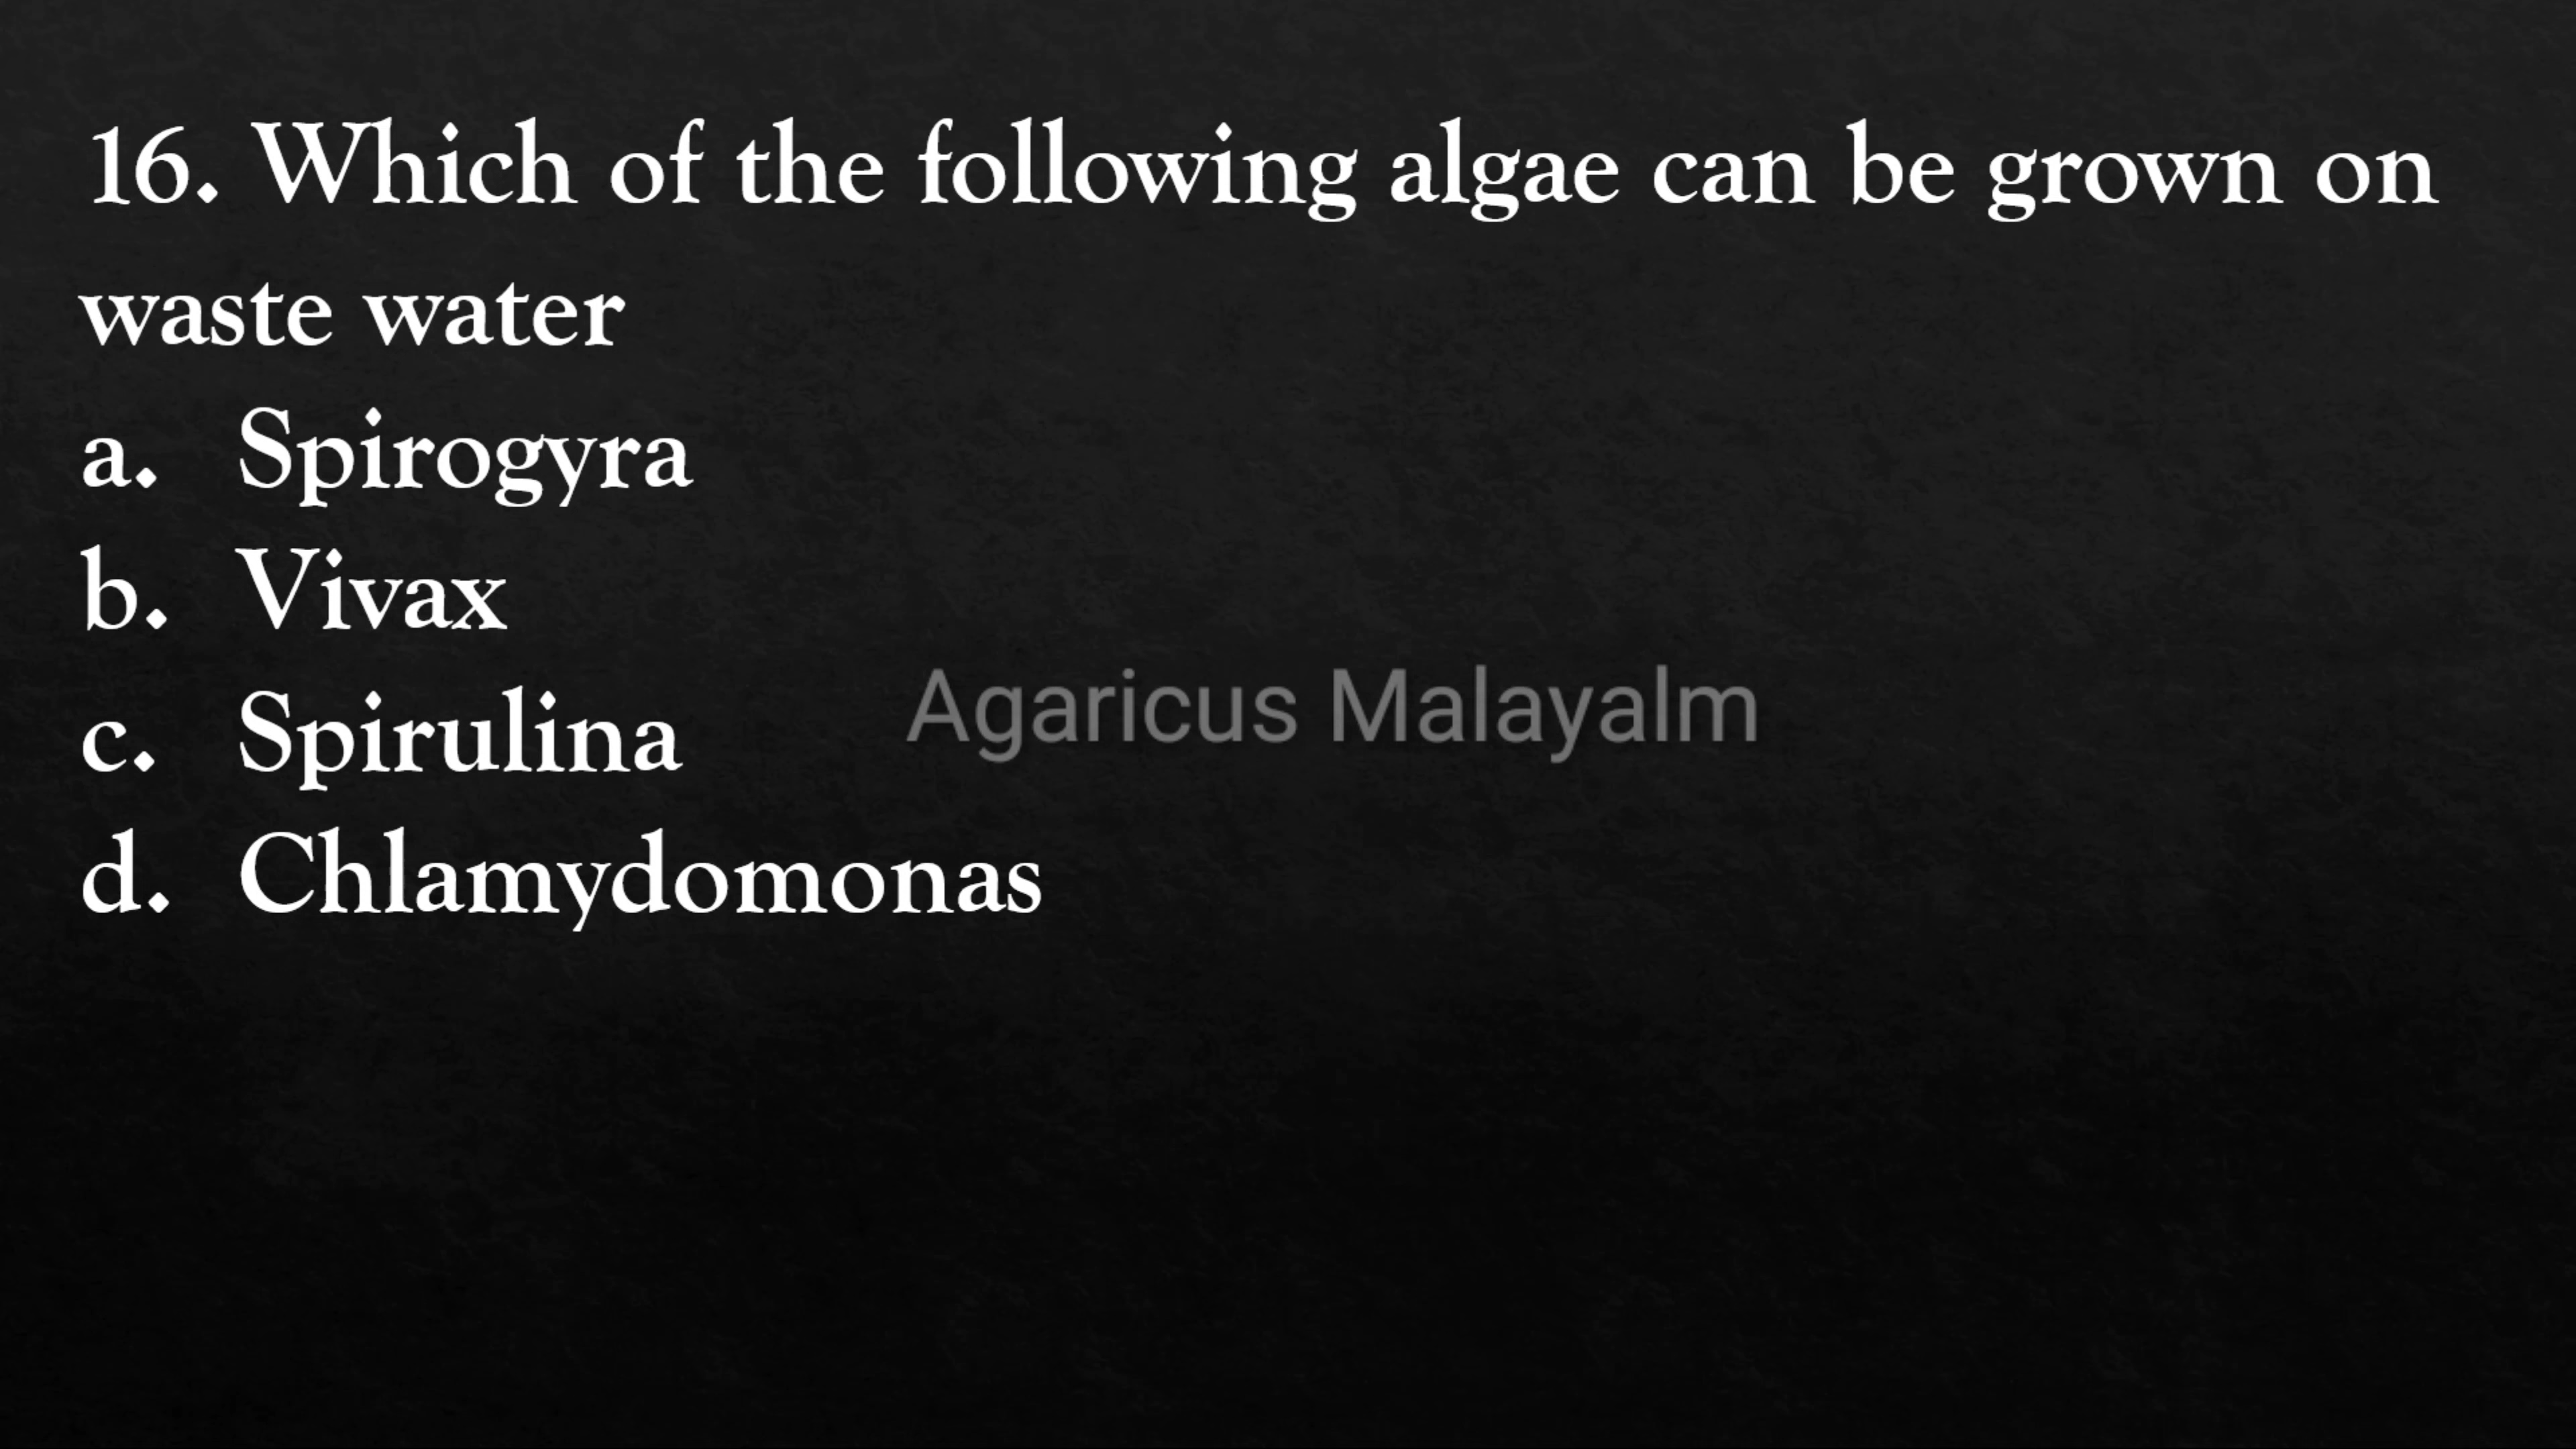 16. Which of the following algae can be grown on
waste water
a. Spirogyra
b. Vivax
c. Spirulina
Agaricus Malayalm
d. Chlamydomonas